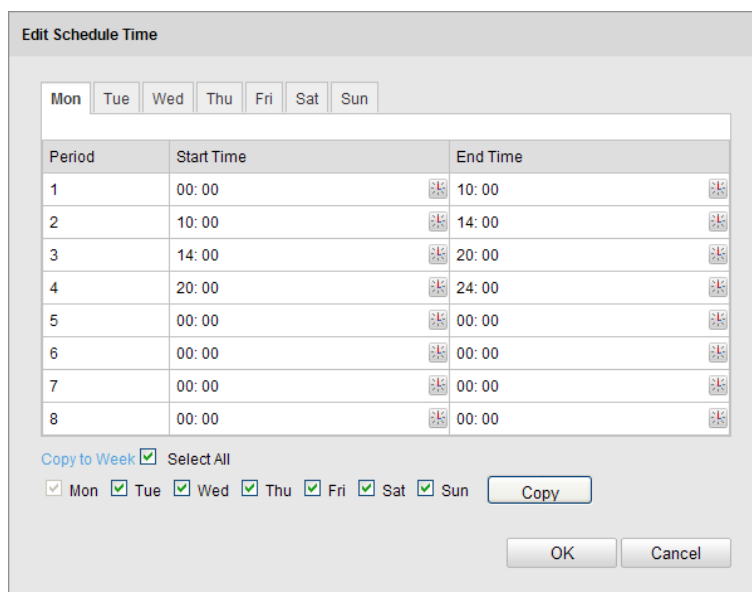 Edit Schedule Time
Mon Tue Wed Thu Fri Sat Sun
Period Start Time End Time
1 00: 00 10: 00
2 10: 00 14: 00
3 14: 00 20: 00
4 20: 00 24: 00
5 00: 00 00: 00
6 00: 00 00: 00
7 00: 00 00: 00
8 00: 00 00: 00
Copy to Week Select All
Mon Tue Wed Thu Fri Sat Sun Copy
OK Cancel